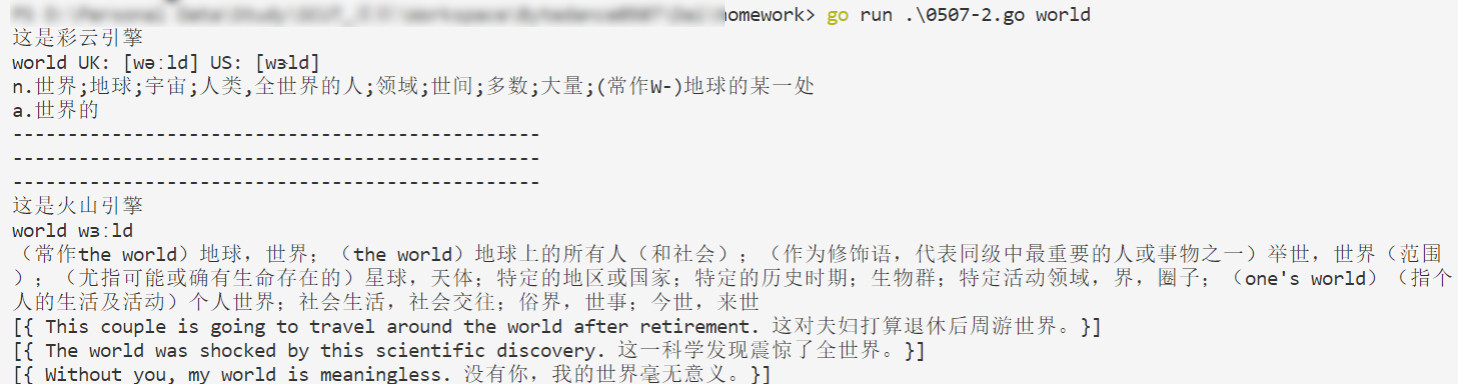 homework> go run .\0507-2.go world
这是彩云引擎
world UK: [wəːld] US: [wɜld]
n.世界;地球;宇宙;人类,全世界的人;领域;世间;多数;大量;(常作W-)地球的某一处
a.世界的
-----------------------------------------------
-----------------------------------------------
-----------------------------------------------
这是火山引擎
world wɜːld
（常作the world）地球，世界；（the world）地球上的所有人（和社会）；（作为修饰语，代表同级中最重要的人或事物之一）举世，世界（范围
）；（尤指可能或确有生命存在的）星球，天体；特定的地区或国家；特定的历史时期；生物群；特定活动领域，界，圈子；（one's world）（指个
人的生活及活动）个人世界；社会生活，社会交往；俗界，世事；今世，来世
[{ This couple is going to travel around the world after retirement. 这对夫妇打算退休后周游世界。}]
[{ The world was shocked by this scientific discovery. 这一科学发现震惊了全世界。}]
[{ Without you, my world is meaningless. 没有你，我的世界毫无意义。}]